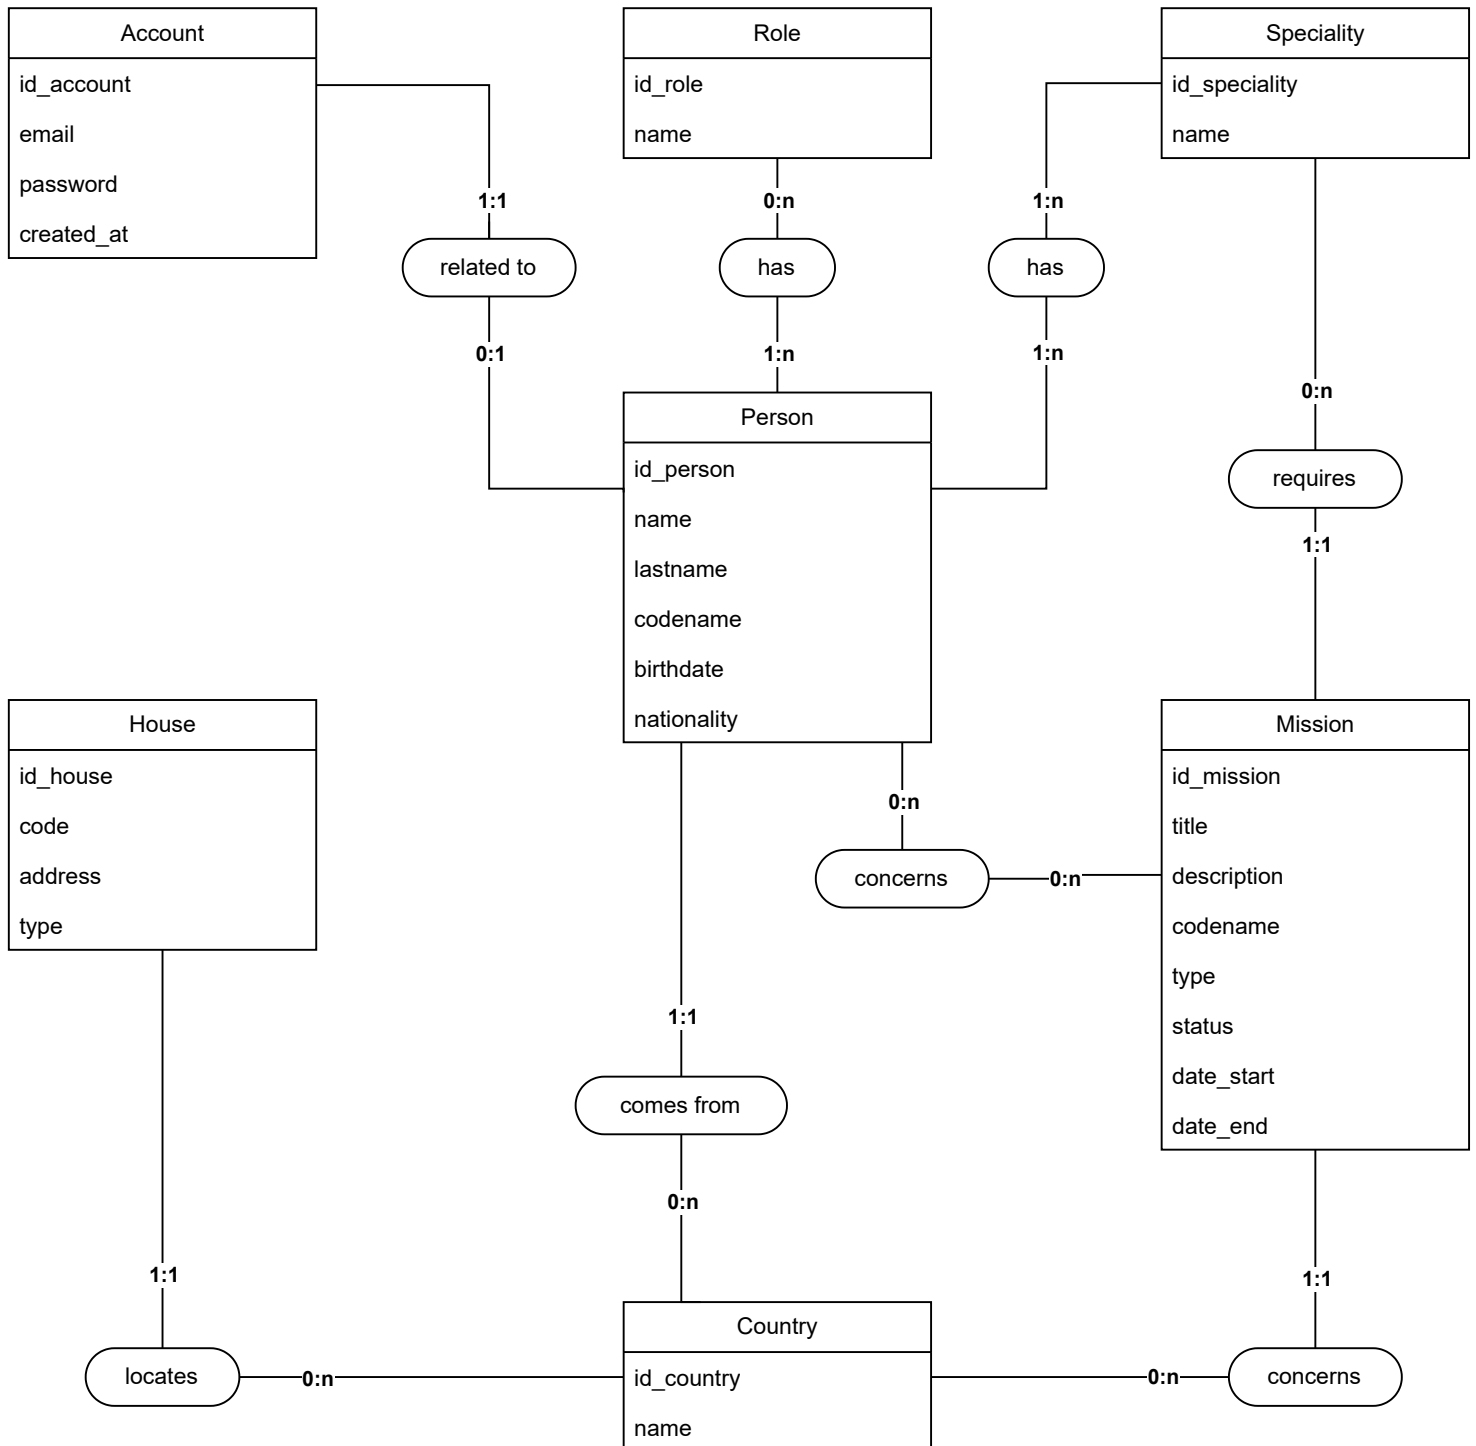 Account
id_account
email
password
created_at
Role
id_role
name
Speciality
id_speciality
name
1:1
0:n
1:n
related to
has
has
0:1
1:n
1:n
0:n
requires
1:1
Person
id_person
name
lastname
codename
birthdate
nationality
House
id_house
code
address
type
Mission
id_mission
title
description
codename
type
status
date_start
date_end
0:n
concerns
0:n
1:1
comes from
0:n
1:1
locates
0:n
Country
id_country
name
1:1
0:n
concerns